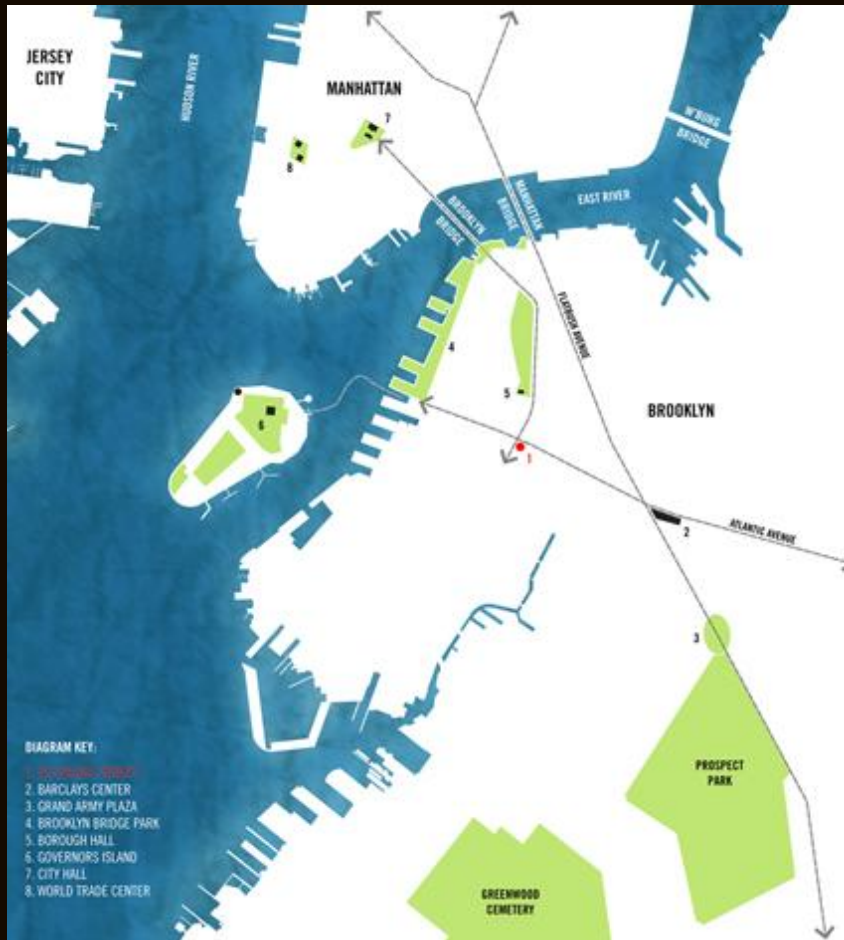 JERSEY
CITY
HUDSON RIVER
MANHATTAN
7
8
W'BURG
BRIDGE
MANHATTAN
BRIDGE
EAST RIVER
BROOKLYN
BRIDGE
FLATBUSH AVENUE
4
5
BROOKLYN
6
1
2
ATLANTIC AVENUE
3
PROSPECT
PARK
GREENWOOD
CEMETERY
DIAGRAM KEY:
1.
2. BARCLAYS CENTER
3. GRAND ARMY PLAZA
4. BROOKLYN BRIDGE PARK
5. BOROUGH HALL
6. GOVERNORS ISLAND
7. CITY HALL
8. WORLD TRADE CENTER